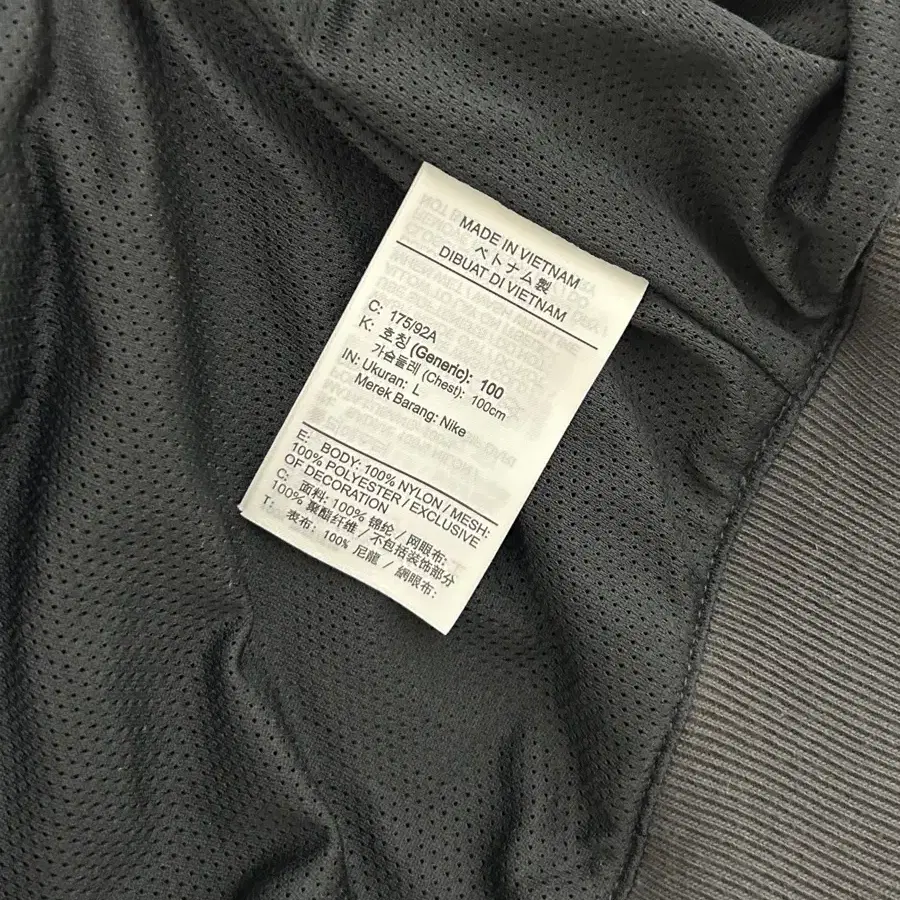 MADE IN VIETNAM
ベトナム製
DIBUAT DI VIETNAM
C: 175/92A
K: 호칭 (Generic): 100
가슴둘레 (Chest): 100cm
IN: Ukuran: L
Merek Barang: Nike
E: BODY: 100% NYLON / MESH:
100% POLYESTER / EXCLUSIVE
OF DECORATION
C: 面料: 100% 锦纶 / 网眼布:
100% 聚酯纤维 / 不包括装饰部分
T: 表布: 100% 尼龍 / 網眼布: